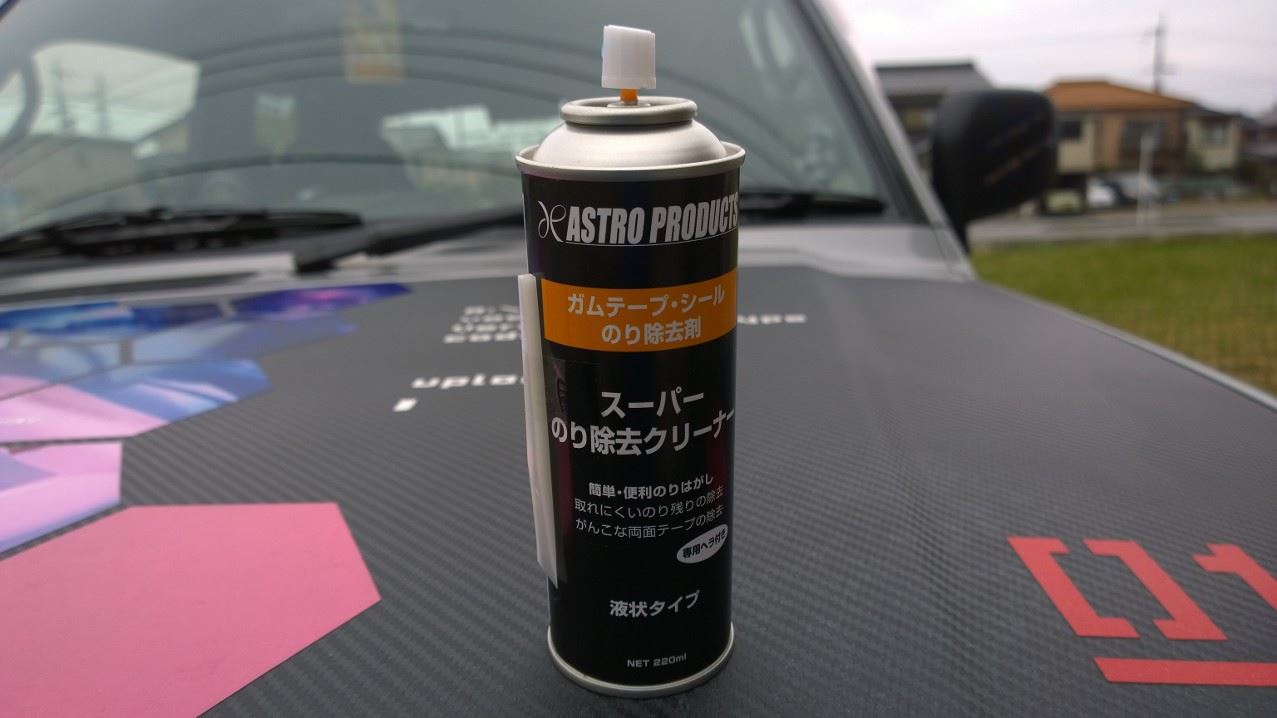 ASTRO PRODUCTS
ガムテープ・シール
のり除去剤
スーパー
のり除去クリーナー
簡単・便利のりはがし
取れにくいのり残りの除去
がんこな両面テープの除去
専用ヘラ付き
液状タイプ
NET 220ml